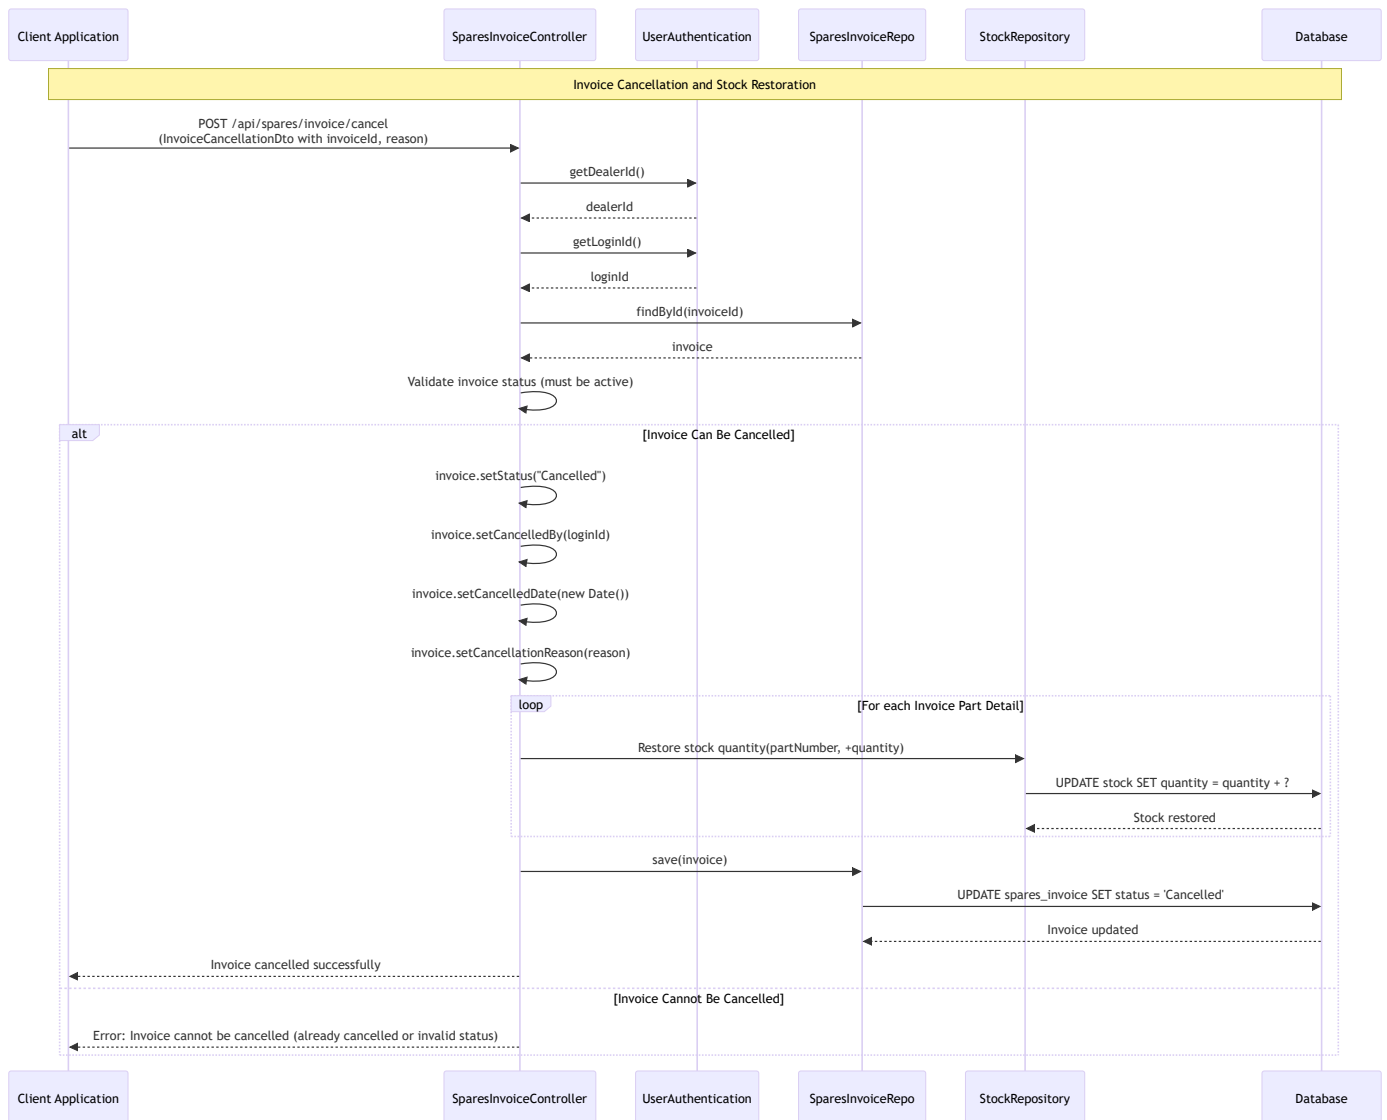 Client Application
SparesInvoiceController
UserAuthentication
SparesInvoiceRepo
StockRepository
Database
Invoice Cancellation and Stock Restoration
POST /api/spares/invoice/cancel
(InvoiceCancellationDto with invoiceId, reason)
getDealerId()
dealerId
getLoginId()
loginId
findById(invoiceId)
invoice
Validate invoice status (must be active)
alt
[Invoice Can Be Cancelled]
invoice.setStatus("Cancelled")
invoice.setCancelledBy(loginId)
invoice.setCancelledDate(new Date())
invoice.setCancellationReason(reason)
loop
[For each Invoice Part Detail]
Restore stock quantity(partNumber, +quantity)
UPDATE stock SET quantity = quantity + ?
Stock restored
save(invoice)
UPDATE spares_invoice SET status = 'Cancelled'
Invoice updated
Invoice cancelled successfully
[Invoice Cannot Be Cancelled]
Error: Invoice cannot be cancelled (already cancelled or invalid status)
Client Application
SparesInvoiceController
UserAuthentication
SparesInvoiceRepo
StockRepository
Database